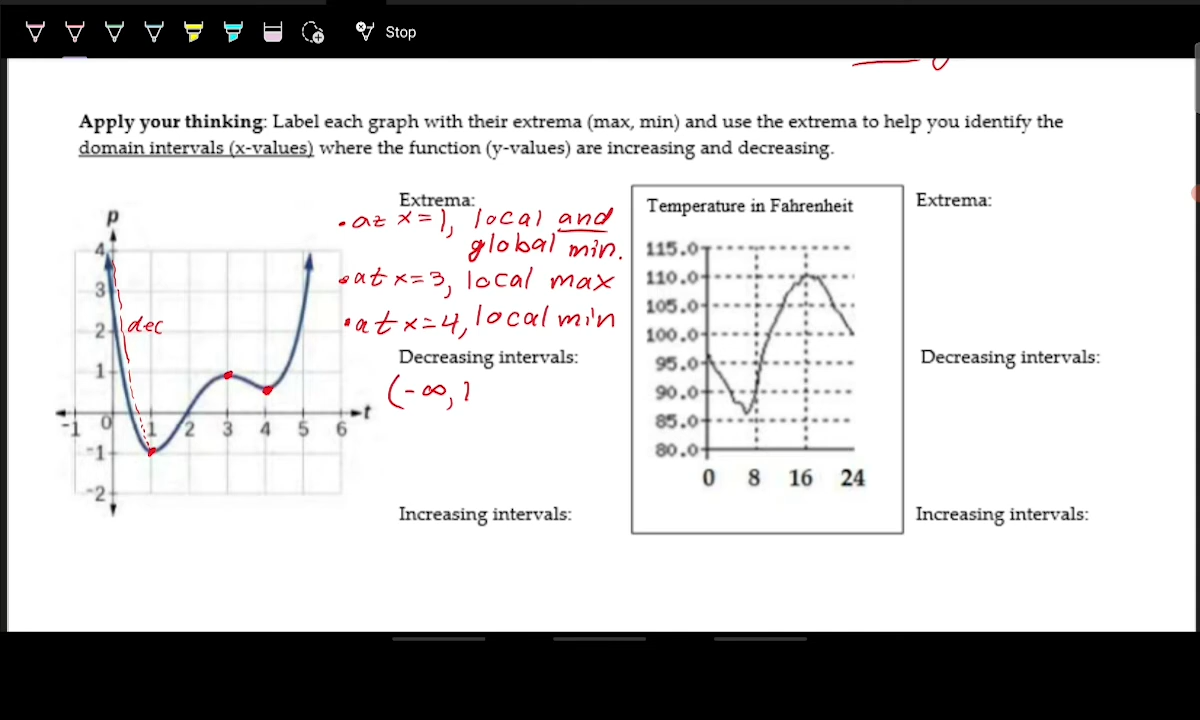 Stop
Apply your thinking: Label each graph with their extrema (max, min) and use the extrema to help you identify the
domain intervals (x-values) where the function (y-values) are increasing and decreasing.
p
4
3
2
1
-1
0
1
2
3
4
5
6
t
-1
-2
dec
Extrema:
• at x=1, local and
global min.
• at x=3, local max
• at x=4, local min
Decreasing intervals:
(-∞, 1
Increasing intervals:
Temperature in Fahrenheit
115.0
110.0
105.0
100.0
95.0
90.0
85.0
80.0
0 8 16 24
Extrema:
Decreasing intervals:
Increasing intervals: